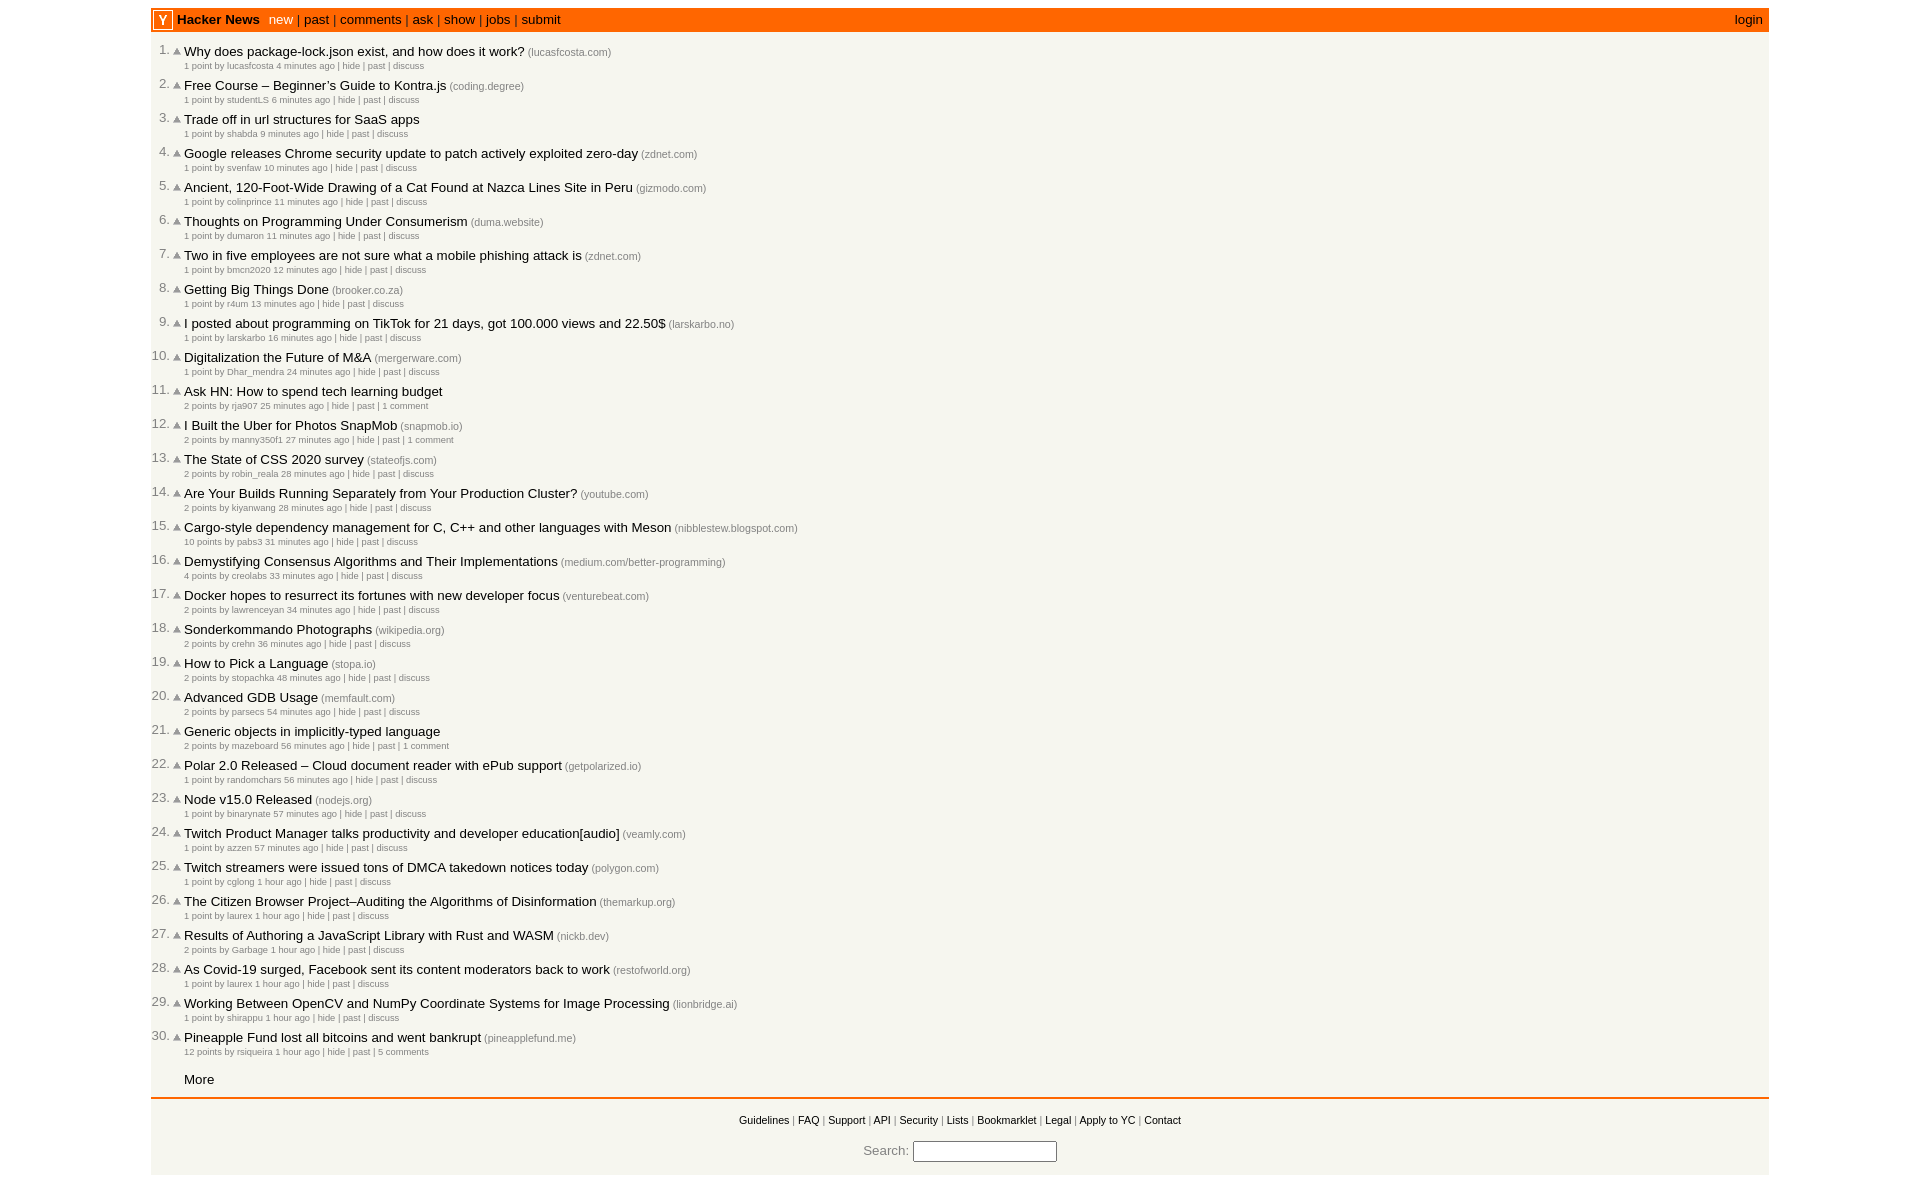 Y Hacker News new | past | comments | ask | show | jobs | submit login
1. Why does package-lock.json exist, and how does it work? (lucasfcosta.com)
1 point by lucasfcosta 4 minutes ago | hide | past | discuss
2. Free Course – Beginner’s Guide to Kontra.js (coding.degree)
1 point by studentLS 6 minutes ago | hide | past | discuss
3. Trade off in url structures for SaaS apps
1 point by shabda 9 minutes ago | hide | past | discuss
4. Google releases Chrome security update to patch actively exploited zero-day (zdnet.com)
1 point by svenfaw 10 minutes ago | hide | past | discuss
5. Ancient, 120-Foot-Wide Drawing of a Cat Found at Nazca Lines Site in Peru (gizmodo.com)
1 point by colinprince 11 minutes ago | hide | past | discuss
6. Thoughts on Programming Under Consumerism (duma.website)
1 point by dumaron 11 minutes ago | hide | past | discuss
7. Two in five employees are not sure what a mobile phishing attack is (zdnet.com)
1 point by bmcn2020 12 minutes ago | hide | past | discuss
8. Getting Big Things Done (brooker.co.za)
1 point by r4um 13 minutes ago | hide | past | discuss
9. I posted about programming on TikTok for 21 days, got 100.000 views and 22.50$ (larskarbo.no)
1 point by larskarbo 16 minutes ago | hide | past | discuss
10. Digitalization the Future of M&A (mergerware.com)
1 point by Dhar_mendra 24 minutes ago | hide | past | discuss
11. Ask HN: How to spend tech learning budget
2 points by rja907 25 minutes ago | hide | past | 1 comment
12. I Built the Uber for Photos SnapMob (snapmob.io)
2 points by manny350f1 27 minutes ago | hide | past | 1 comment
13. The State of CSS 2020 survey (stateofjs.com)
2 points by robin_reala 28 minutes ago | hide | past | discuss
14. Are Your Builds Running Separately from Your Production Cluster? (youtube.com)
2 points by kiyanwang 28 minutes ago | hide | past | discuss
15. Cargo-style dependency management for C, C++ and other languages with Meson (nibblestew.blogspot.com)
10 points by pabs3 31 minutes ago | hide | past | discuss
16. Demystifying Consensus Algorithms and Their Implementations (medium.com/better-programming)
4 points by creolabs 33 minutes ago | hide | past | discuss
17. Docker hopes to resurrect its fortunes with new developer focus (venturebeat.com)
2 points by lawrenceyan 34 minutes ago | hide | past | discuss
18. Sonderkommando Photographs (wikipedia.org)
2 points by crehn 36 minutes ago | hide | past | discuss
19. How to Pick a Language (stopa.io)
2 points by stopachka 48 minutes ago | hide | past | discuss
20. Advanced GDB Usage (memfault.com)
2 points by parsecs 54 minutes ago | hide | past | discuss
21. Generic objects in implicitly-typed language
2 points by mazeboard 56 minutes ago | hide | past | 1 comment
22. Polar 2.0 Released – Cloud document reader with ePub support (getpolarized.io)
1 point by randomchars 56 minutes ago | hide | past | discuss
23. Node v15.0 Released (nodejs.org)
1 point by binarynate 57 minutes ago | hide | past | discuss
24. Twitch Product Manager talks productivity and developer education[audio] (veamly.com)
1 point by azzen 57 minutes ago | hide | past | discuss
25. Twitch streamers were issued tons of DMCA takedown notices today (polygon.com)
1 point by cglong 1 hour ago | hide | past | discuss
26. The Citizen Browser Project–Auditing the Algorithms of Disinformation (themarkup.org)
1 point by laurex 1 hour ago | hide | past | discuss
27. Results of Authoring a JavaScript Library with Rust and WASM (nickb.dev)
2 points by Garbage 1 hour ago | hide | past | discuss
28. As Covid-19 surged, Facebook sent its content moderators back to work (restofworld.org)
1 point by laurex 1 hour ago | hide | past | discuss
29. Working Between OpenCV and NumPy Coordinate Systems for Image Processing (lionbridge.ai)
1 point by shirappu 1 hour ago | hide | past | discuss
30. Pineapple Fund lost all bitcoins and went bankrupt (pineapplefund.me)
12 points by rsiqueira 1 hour ago | hide | past | 5 comments
More
Guidelines | FAQ | Support | API | Security | Lists | Bookmarklet | Legal | Apply to YC | Contact
Search: